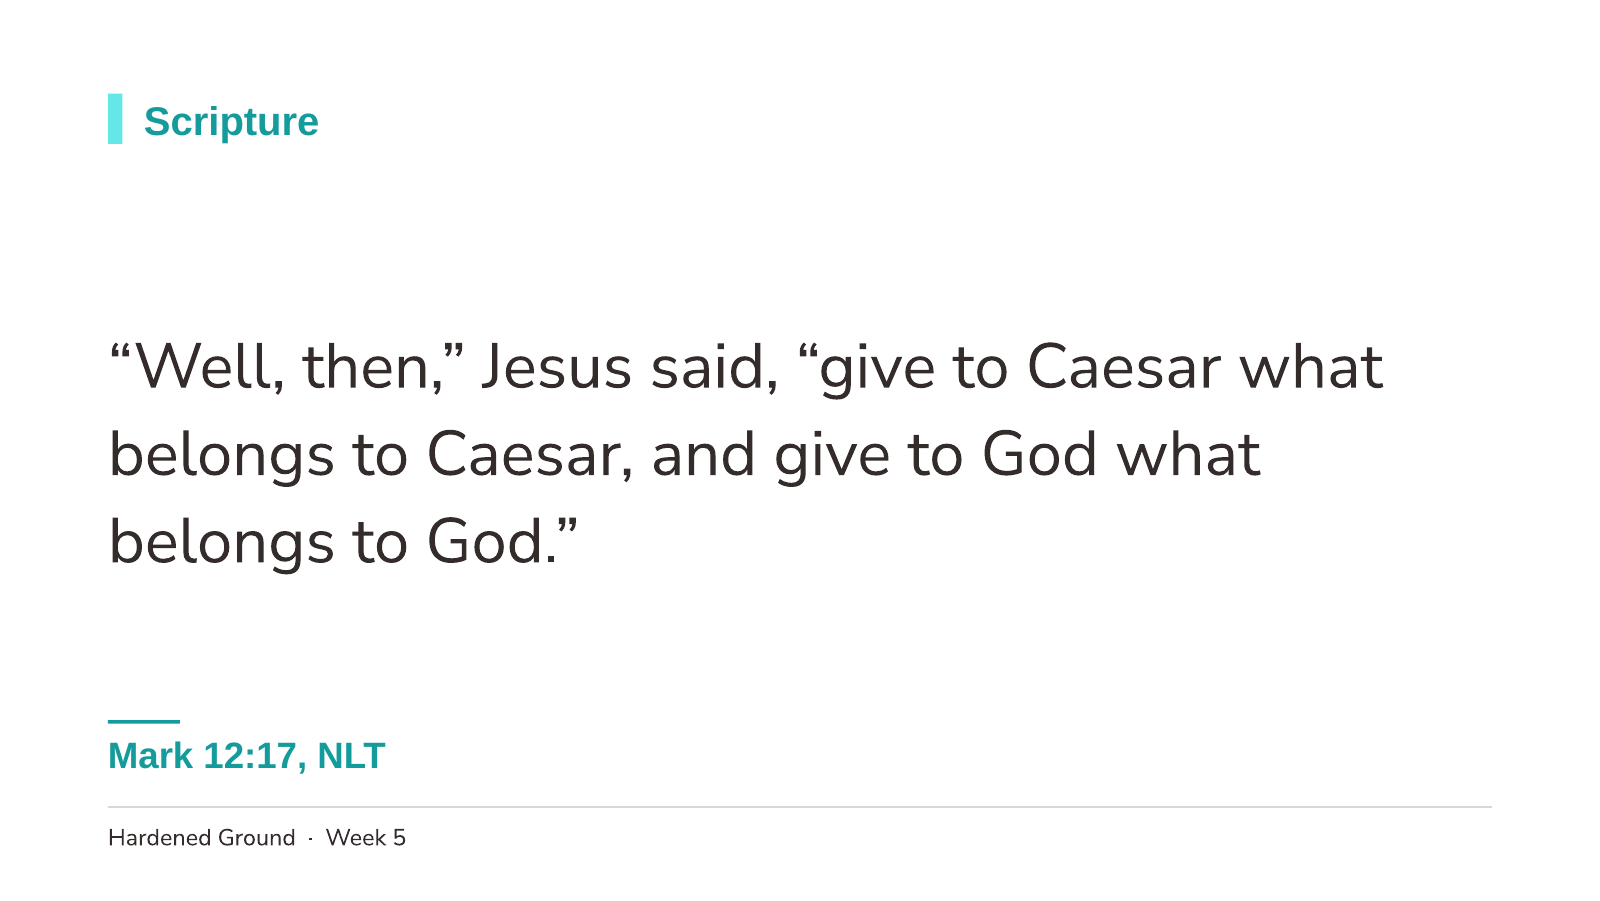 Scripture
“Well, then,” Jesus said, “give to Caesar what
belongs to Caesar, and give to God what
belongs to God.”
Mark 12:17, NLT
Hardened Ground · Week 5